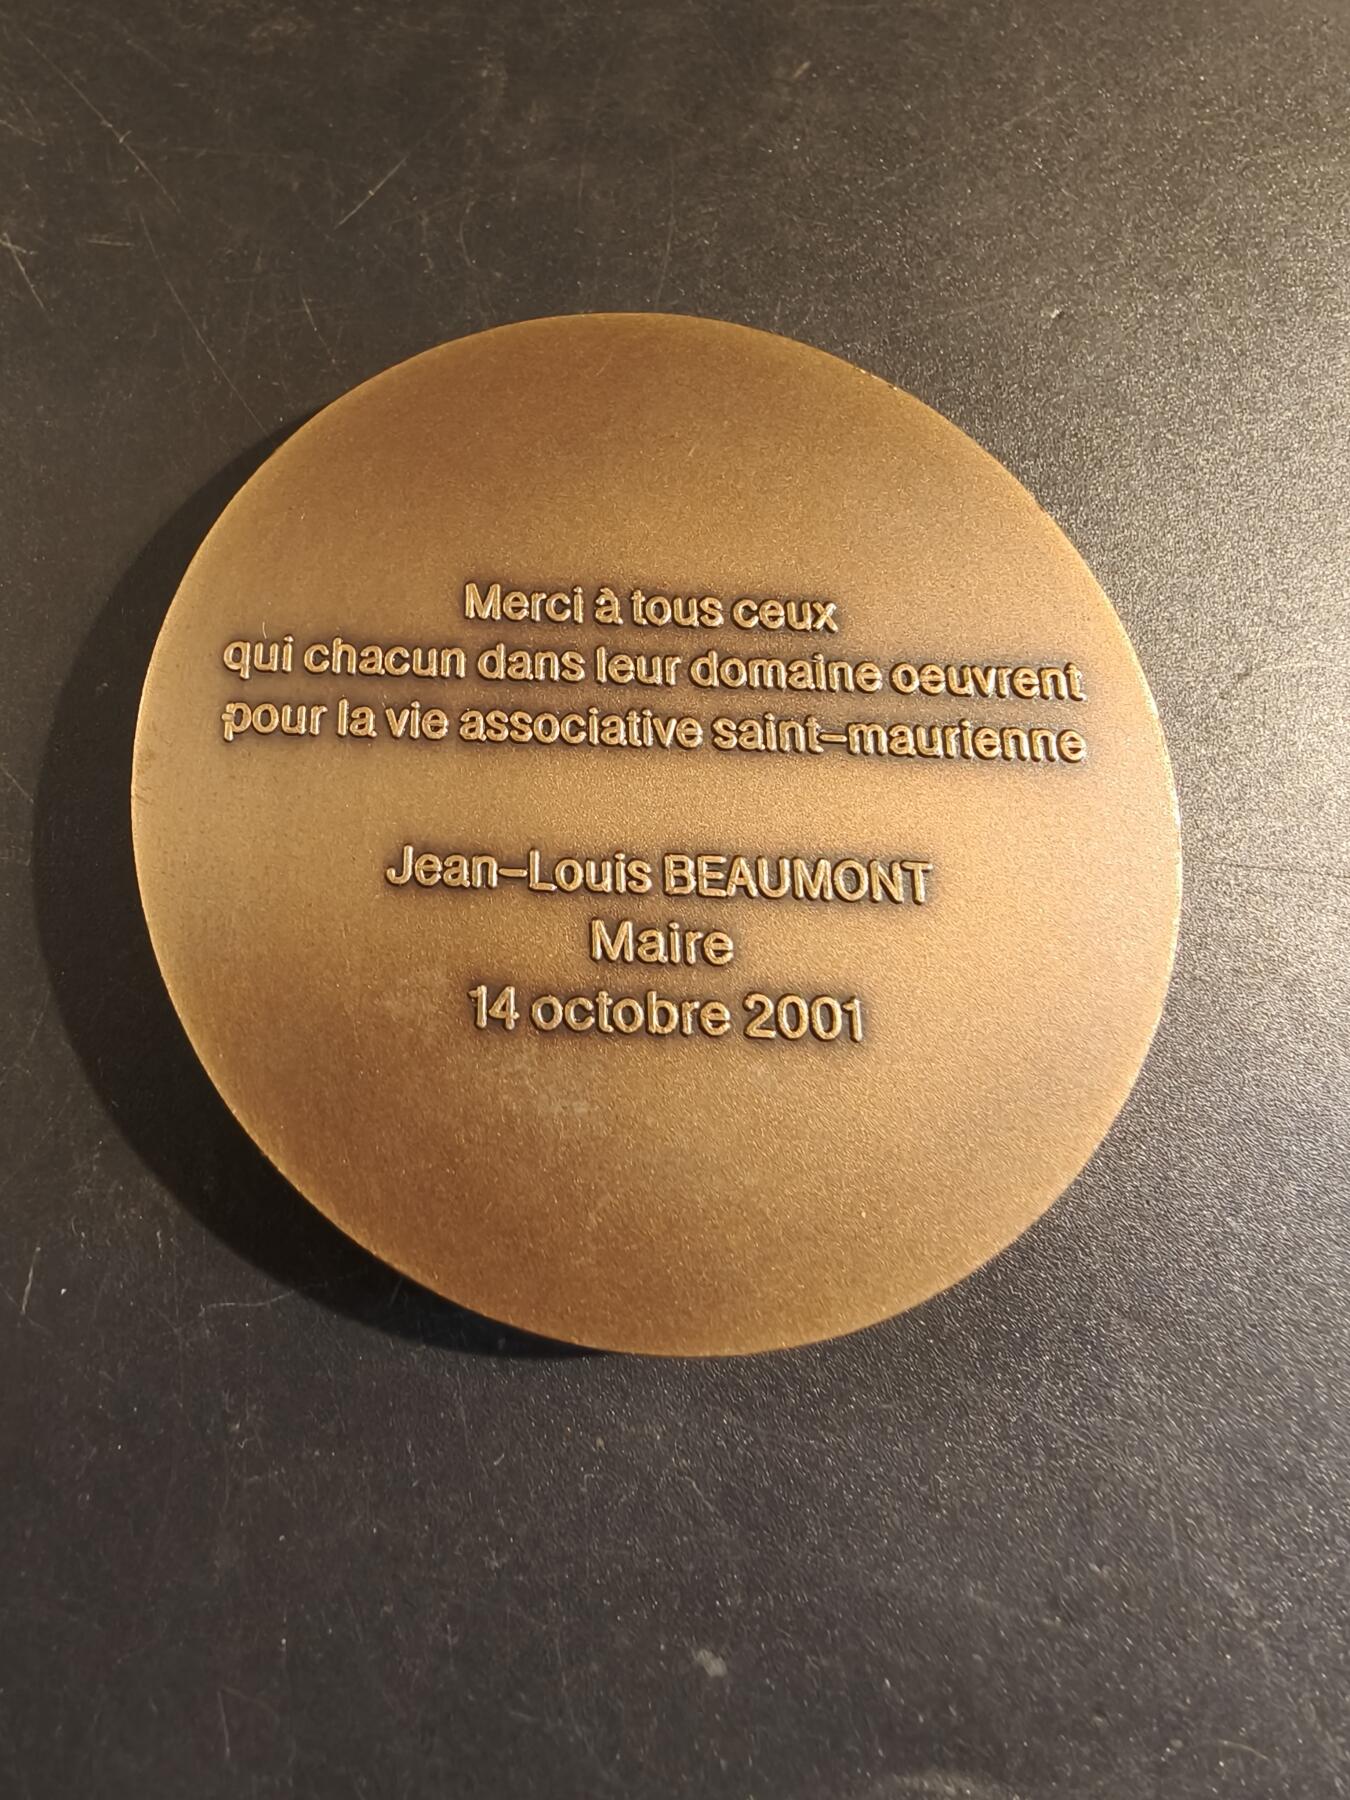 Merci à tous ceux
qui chacun dans leur domaine oeuvrent
pour la vie associative saint-maurienne
Jean-Louis BEAUMONT
Maire
14 octobre 2001